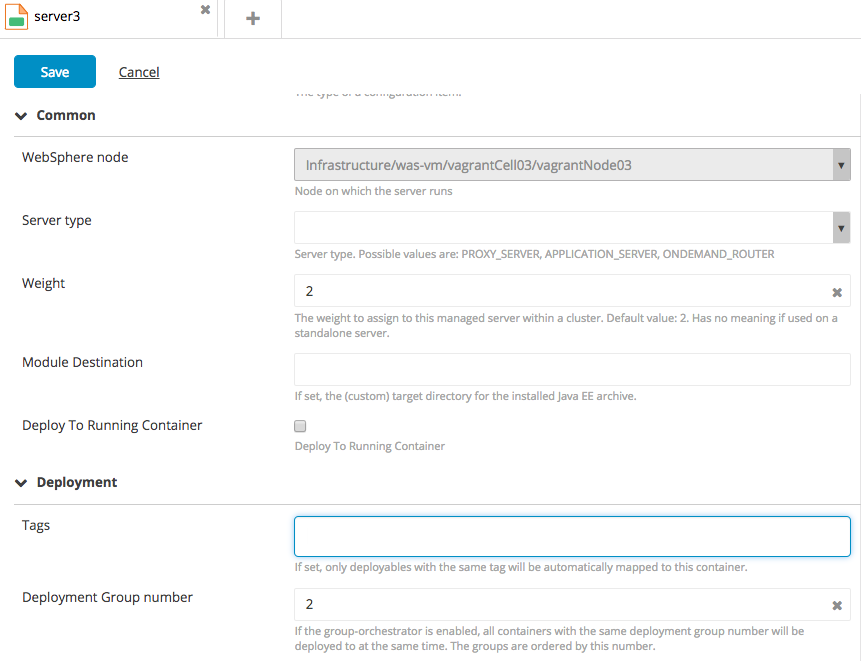 server3
Save
Cancel
The type of a configuration item.
Common
WebSphere node
Infrastructure/was-vm/vagrantCell03/vagrantNode03
Node on which the server runs
Server type
Server type. Possible values are: PROXY_SERVER, APPLICATION_SERVER, ONDEMAND_ROUTER
Weight
2
The weight to assign to this managed server within a cluster. Default value: 2. Has no meaning if used on a
standalone server.
Module Destination
If set, the (custom) target directory for the installed Java EE archive.
Deploy To Running Container
Deploy To Running Container
Deployment
Tags
If set, only deployables with the same tag will be automatically mapped to this container.
Deployment Group number
2
If the group-orchestrator is enabled, all containers with the same deployment group number will be
deployed to at the same time. The groups are ordered by this number.